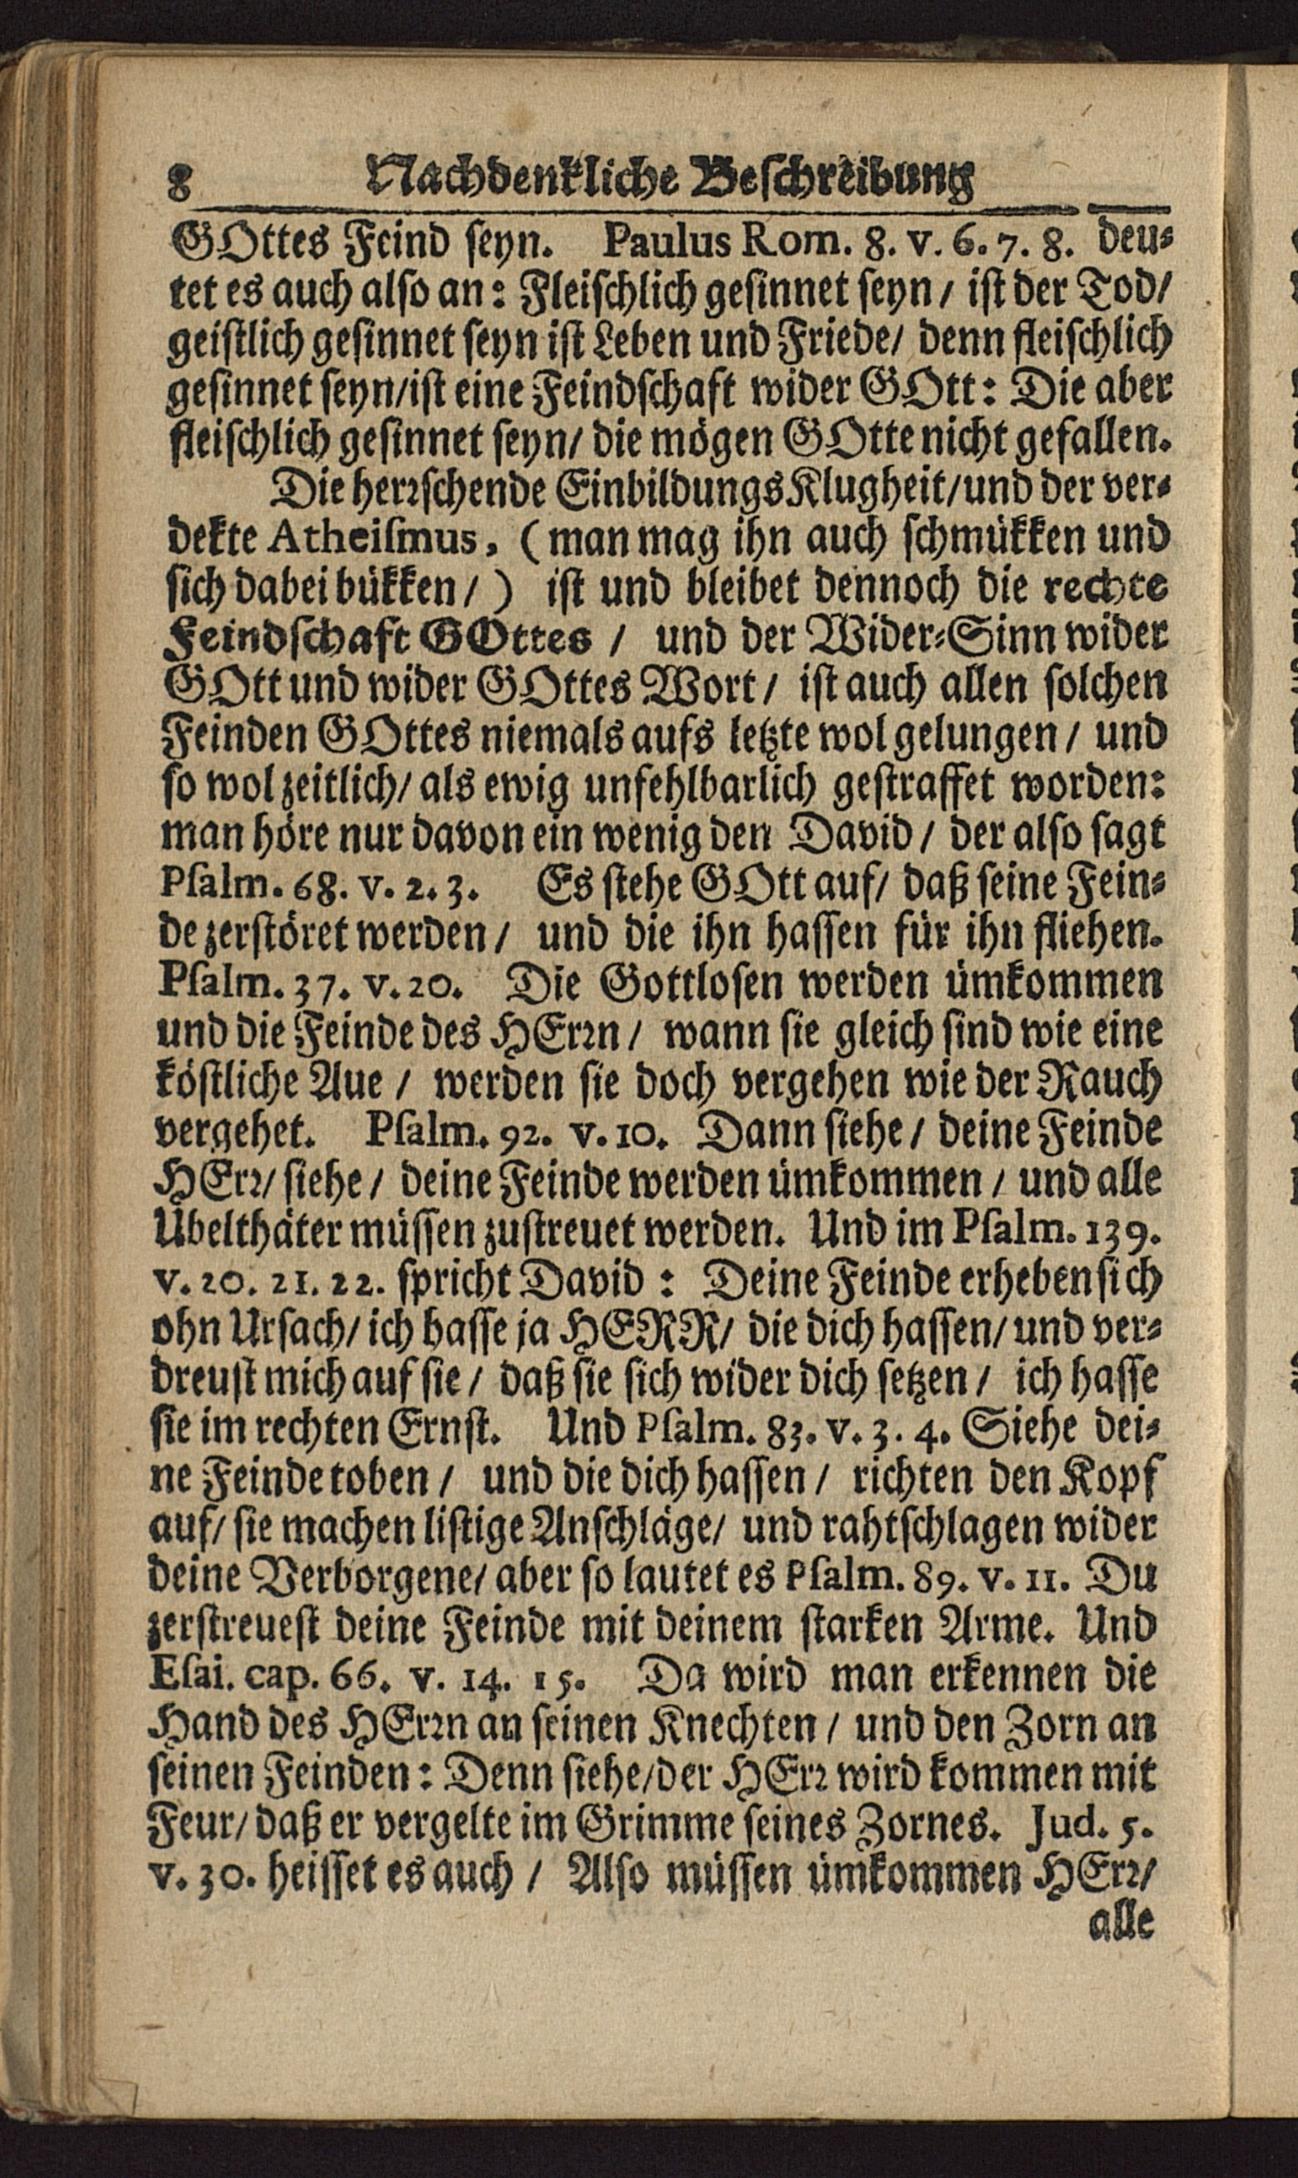 8 Nachdenkliche Beschreibung
GOttes Feind seyn. Paulus Rom. 8. v. 6. 7. 8. deu-
tet es auch also an: Fleischlich gesinnet seyn / ist der Tod/
geistlich gesinnet seyn ist Leben und Friede/ denn fleischlich
gesinnet seyn/ist eine Feindschaft wider GOtt: Die aber
fleischlich gesinnet seyn/ die mögen GOtte nicht gefallen.
Die herrschende EinbildungsKlugheit/und der ver-
dekte Atheismus, (man mag ihn auch schmükken und
sich dabei bükken/) ist und bleibet dennoch die rechte
Feindschaft GOttes / und der Wider-Sinn wider
GOtt und wider GOttes Wort / ist auch allen solchen
Feinden GOttes niemals aufs letzte wol gelungen / und
so wol zeitlich/ als ewig unfehlbarlich gestraffet worden:
man höre nur davon ein wenig den David / der also sagt
Psalm. 68. v. 2. 3. Es stehe GOtt auf/ daß seine Fein-
de zerstöret werden / und die ihn hassen für ihn fliehen.
Psalm. 37. v. 20. Die Gottlosen werden ümkommen
und die Feinde des HErrn / wann sie gleich sind wie eine
köstliche Aue / werden sie doch vergehen wie der Rauch
vergehet. Psalm. 92. v. 10. Dann siehe / deine Feinde
HErr/ siehe / deine Feinde werden ümkommen / und alle
Übelthäter müssen zustreuet werden. Und im Psalm. 139.
v. 20. 21. 22. spricht David : Deine Feinde erheben sich
ohn Ursach/ ich hasse ja HERR/ die dich hassen/ und ver-
dreust mich auf sie / daß sie sich wider dich setzen / ich hasse
sie im rechten Ernst. Und Psalm. 83. v. 3. 4. Siehe dei-
ne Feinde toben / und die dich hassen / richten den Kopf
auf/ sie machen listige Anschläge/ und rahtschlagen wider
deine Verborgene/ aber so lautet es Psalm. 89. v. 11. Du
zerstreuest deine Feinde mit deinem starken Arme. Und
Esai. cap. 66. v. 14. 15. Da wird man erkennen die
Hand des HErrn an seinen Knechten / und den Zorn an
seinen Feinden: Denn siehe/der HErr wird kommen mit
Feur/ daß er vergelte im Grimme seines Zornes. Jud. 5.
v. 30. heisset es auch / Also müssen ümkommen HErr/
alle